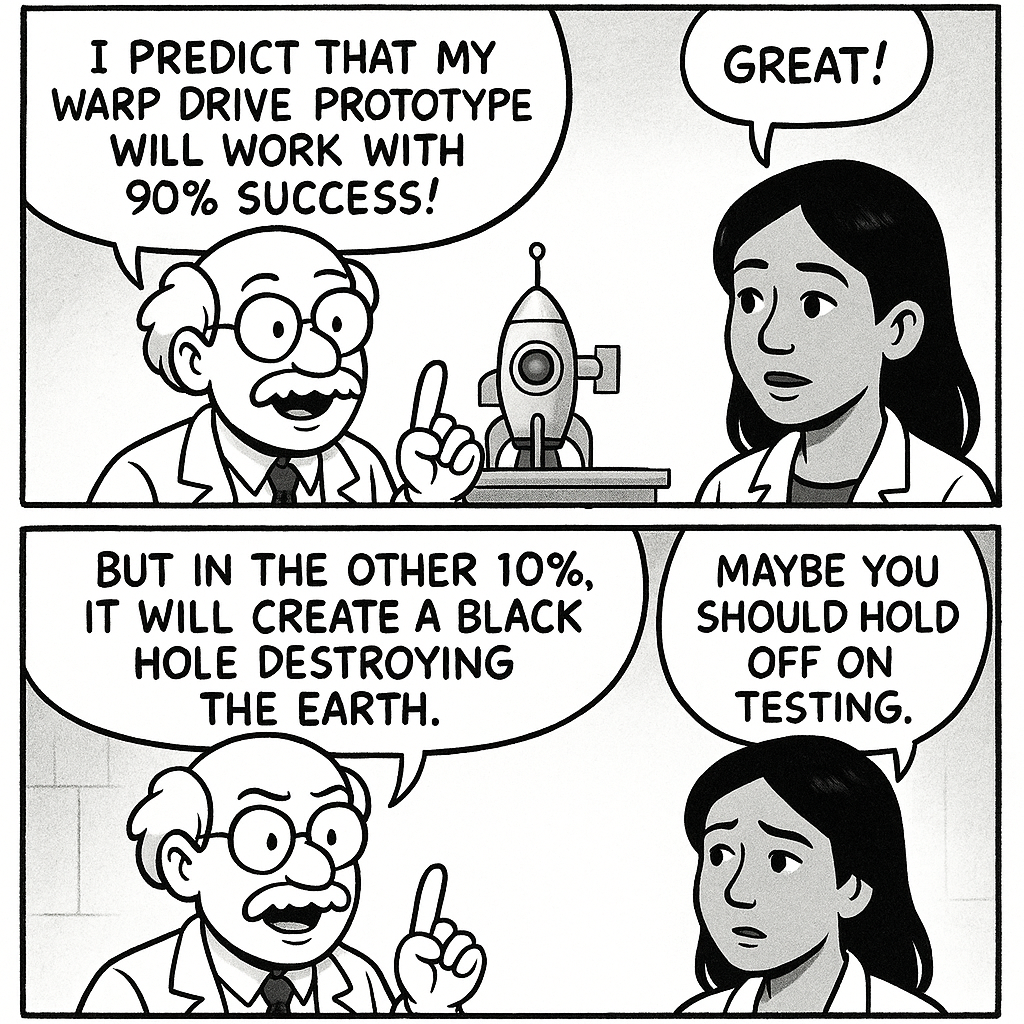 I PREDICT THAT MY
WARP DRIVE PROTOTYPE
WILL WORK WITH
90% SUCCESS!
GREAT!
BUT IN THE OTHER 10%,
IT WILL CREATE A BLACK
HOLE DESTROYING
THE EARTH.
MAYBE YOU
SHOULD HOLD
OFF ON
TESTING.